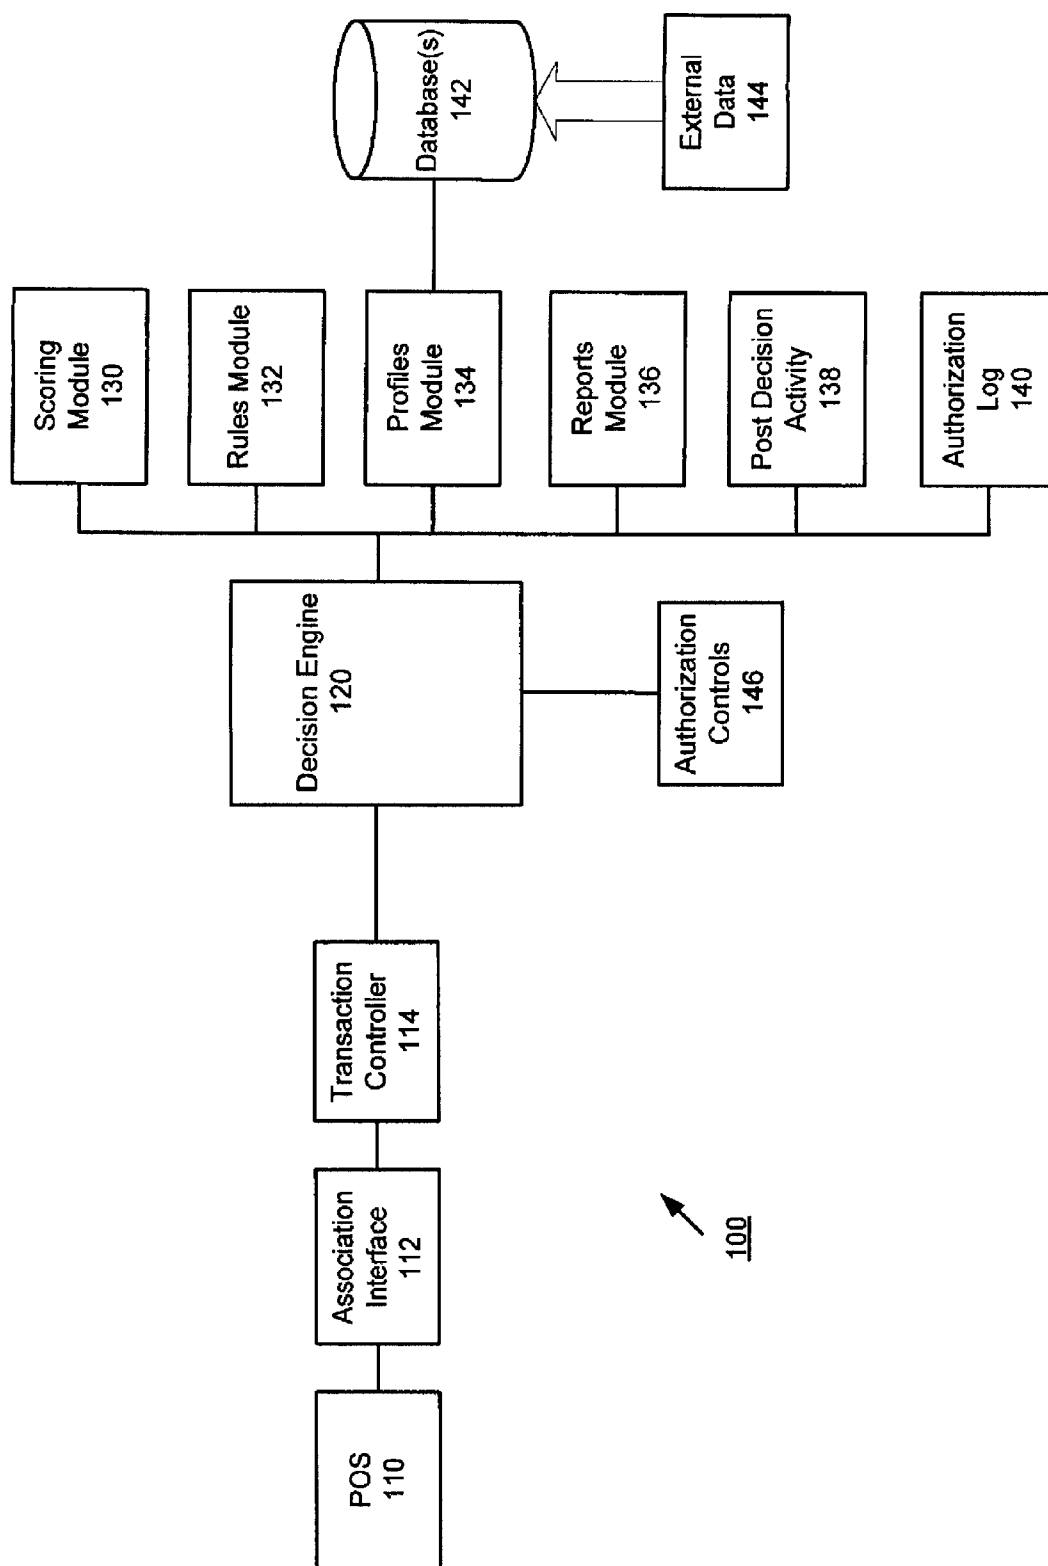 POS
110
Association
Interface
112
Transaction
Controller
114
Decision Engine
120
Authorization
Controls
146
Scoring
Module
130
Rules Module
132
Profiles
Module
134
Reports
Module
136
Post Decision
Activity
138
Authorization
Log
140
Database(s)
142
External
Data
144
100